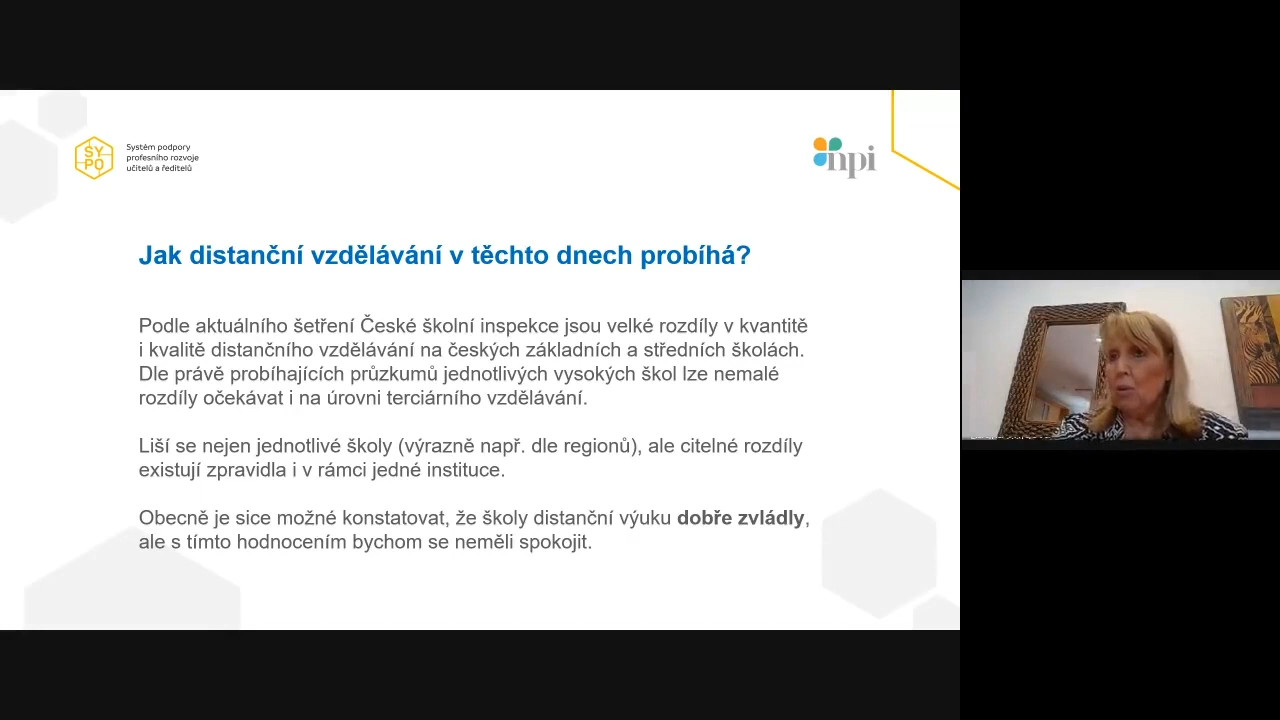 SY
PO
Systém podpory
profesního rozvoje
učitelů a ředitelů
npi
Jak distanční vzdělávání v těchto dnech probíhá?
Podle aktuálního šetření České školní inspekce jsou velké rozdíly v kvantitě
i kvalitě distančního vzdělávání na českých základních a středních školách.
Dle právě probíhajících průzkumů jednotlivých vysokých škol lze nemalé
rozdíly očekávat i na úrovni terciárního vzdělávání.
Liší se nejen jednotlivé školy (výrazně např. dle regionů), ale citelné rozdíly
existují zpravidla i v rámci jedné instituce.
Obecně je sice možné konstatovat, že školy distanční výuku dobře zvládly,
ale s tímto hodnocením bychom se neměli spokojit.